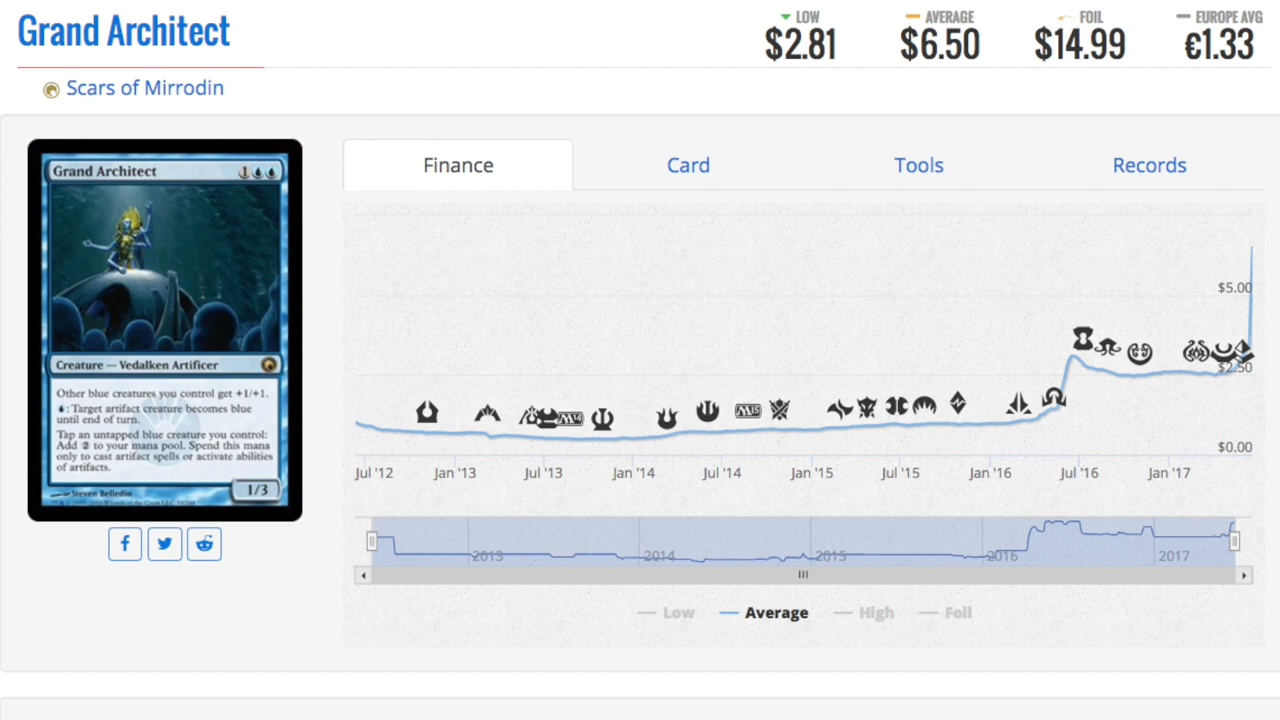 Grand Architect
LOW
$2.81
AVERAGE
$6.50
FOIL
$14.99
EUROPE AVG
€1.33
Scars of Mirrodin
Grand Architect 1
Creature — Vedalken Artificer
Other blue creatures you control get +1/+1.
: Target artifact creature becomes blue
until end of turn.
Tap an untapped blue creature you control:
Add 2 to your mana pool. Spend this mana
only to cast artifact spells or activate abilities
of artifacts.
Steven Belledin
1/3
Finance
Card
Tools
Records
$5.00
$2.50
$0.00
Jul '12
Jan '13
Jul '13
Jan '14
Jul '14
Jan '15
Jul '15
Jan '16
Jul '16
Jan '17
2013
2014
2015
2016
2017
Low
Average
High
Foil